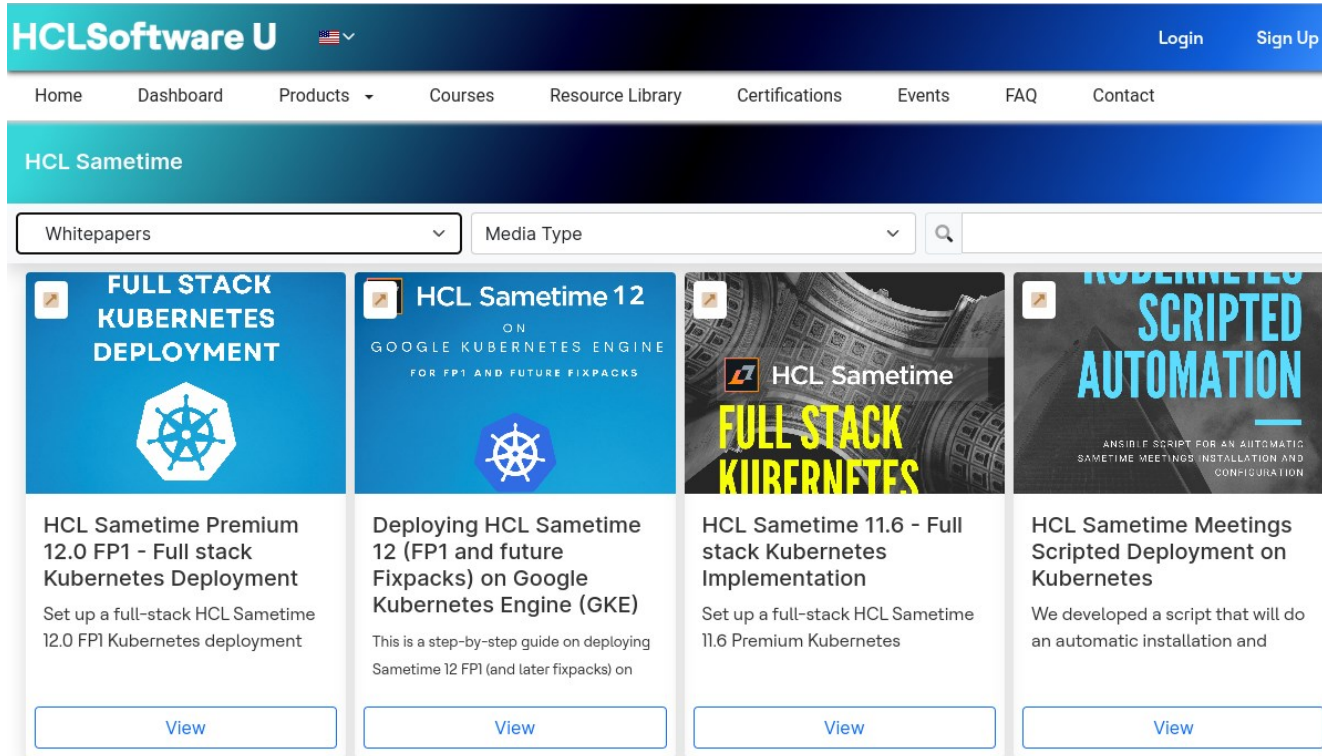 HCLSoftware U
Login Sign Up
Home Dashboard Products Courses Resource Library Certifications Events FAQ Contact
HCL Sametime
Whitepapers Media Type
FULL STACK
KUBERNETES
DEPLOYMENT
HCL Sametime Premium
12.0 FP1 - Full stack
Kubernetes Deployment
Set up a full-stack HCL Sametime
12.0 FP1 Kubernetes deployment
View
HCL Sametime 12
ON
GOOGLE KUBERNETES ENGINE
FOR FP1 AND FUTURE FIXPACKS
Deploying HCL Sametime
12 (FP1 and future
Fixpacks) on Google
Kubernetes Engine (GKE)
This is a step-by-step guide on deploying
Sametime 12 FP1 (and later fixpacks) on
View
HCL Sametime
FULL STACK
KUBERNETES
HCL Sametime 11.6 - Full
stack Kubernetes
Implementation
Set up a full-stack HCL Sametime
11.6 Premium Kubernetes
View
KUBERNETES
SCRIPTED
AUTOMATION
ANSIBLE SCRIPT FOR AN AUTOMATIC
SAMETIME MEETINGS INSTALLATION AND
CONFIGURATION
HCL Sametime Meetings
Scripted Deployment on
Kubernetes
We developed a script that will do
an automatic installation and
View